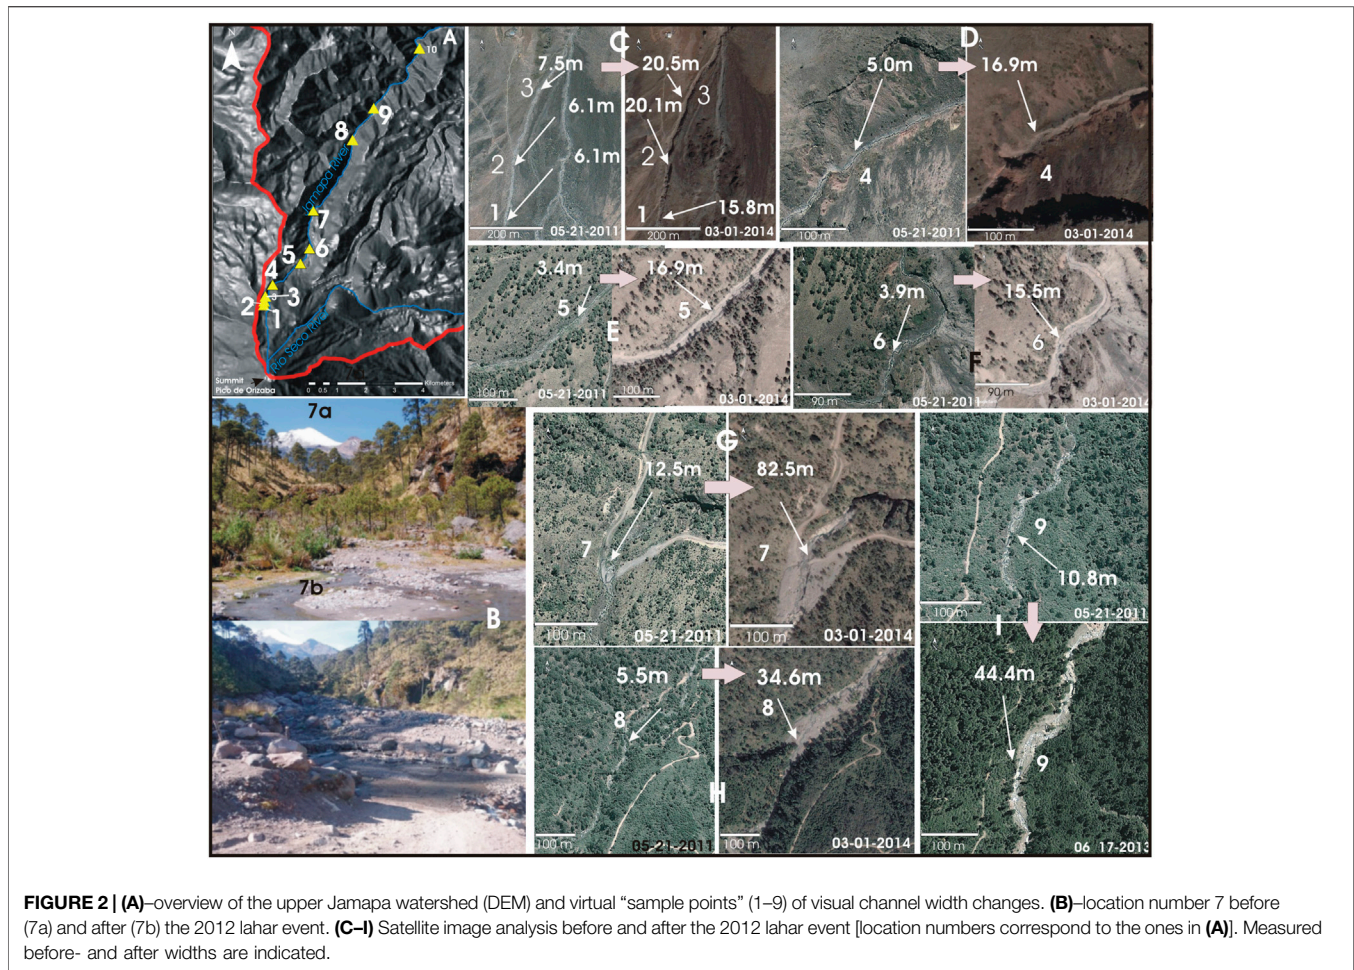 N
A
10
9
8
Jamapa River
7
6
5
4
3
2
1
Rio Seco River
Summit
Pico de Orizaba
0 0.5 1 2 3 4 Kilometers
C
7.5m
3
6.1m
2
6.1m
1
200 m
05-21-2011
20.5m
3
20.1m
2
1
15.8m
200 m
03-01-2014
D
5.0m
4
100 m
05-21-2011
16.9m
4
100 m
03-01-2014
3.4m
5
E
100 m
05-21-2011
16.9m
5
100 m
03-01-2014
3.9m
6
90 m
05-21-2011
F
15.5m
6
90 m
03-01-2014
7a
7b
B
G
12.5m
7
100 m
05-21-2011
82.5m
7
100 m
03-01-2014
9
10.8m
100 m
05-21-2011
I
5.5m
8
100 m
05-21-2011
H
34.6m
8
100 m
03-01-2014
44.4m
9
100 m
06 17-2013
FIGURE 2 | (A)–overview of the upper Jamapa watershed (DEM) and virtual “sample points” (1–9) of visual channel width changes. (B)–location number 7 before
(7a) and after (7b) the 2012 lahar event. (C–I) Satellite image analysis before and after the 2012 lahar event [location numbers correspond to the ones in (A)]. Measured
before- and after widths are indicated.